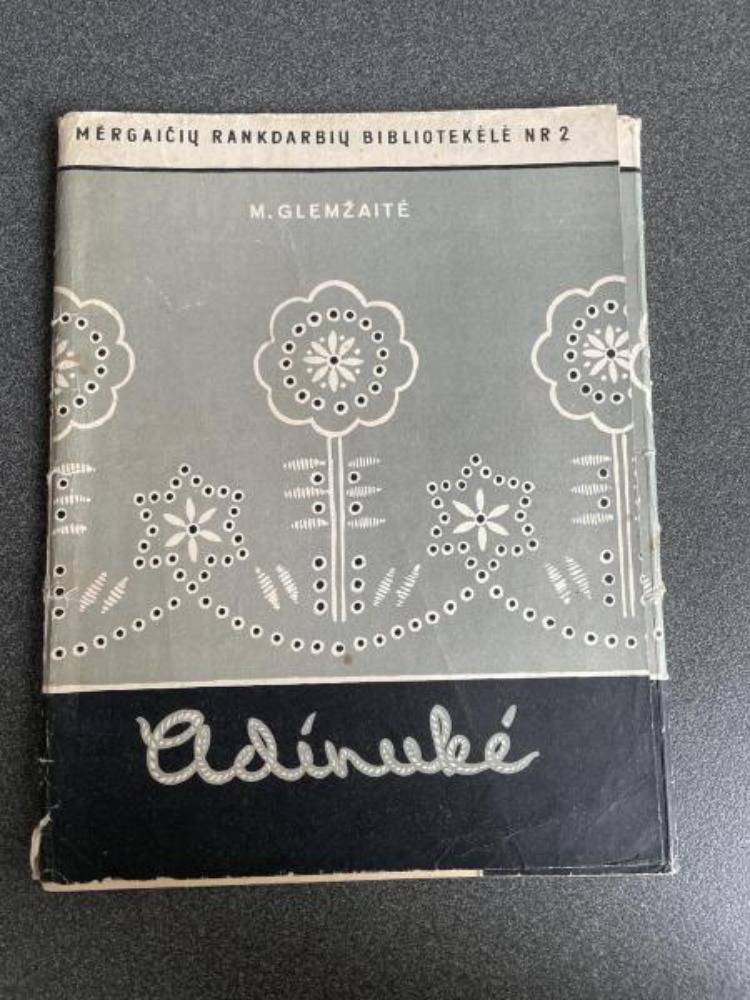 MERGAIČIŲ RANKDARBIŲ BIBLIOTEKĖLĖ NR 2
M. GLEMŽAITĖ
Adinukė